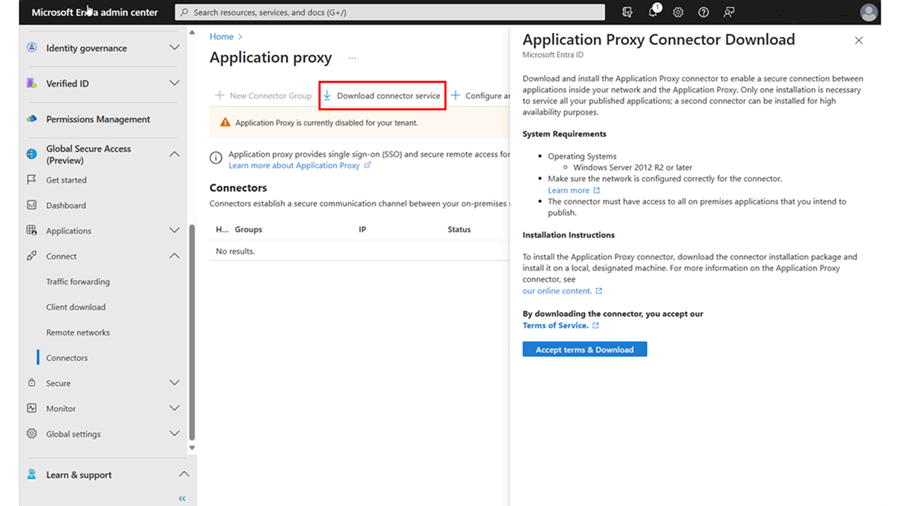 Microsoft Entra admin center
Search resources, services, and docs (G+/)
1
Identity governance
Verified ID
Permissions Management
Global Secure Access
(Preview)
Get started
Dashboard
Applications
Connect
Traffic forwarding
Client download
Remote networks
Connectors
Secure
Monitor
Global settings
Learn & support
Home
Application proxy
New Connector Group
Download connector service
Configure an
Application Proxy is currently disabled for your tenant.
Application proxy provides single sign-on (SSO) and secure remote access for
Learn more about Application Proxy
Connectors
Connectors establish a secure communication channel between your on-premises
H... Groups IP Status
No results.
Application Proxy Connector Download
Microsoft Entra ID
Download and install the Application Proxy connector to enable a secure connection between
applications inside your network and the Application Proxy. Only one installation is necessary
to service all your published applications; a second connector can be installed for high
availability purposes.
System Requirements
Operating Systems
Windows Server 2012 R2 or later
Make sure the network is configured correctly for the connector.
Learn more
The connector must have access to all on premises applications that you intend to
publish.
Installation Instructions
To install the Application Proxy connector, download the connector installation package and
install it on a local, designated machine. For more information on the Application Proxy
connector, see
our online content.
By downloading the connector, you accept our
Terms of Service.
Accept terms & Download